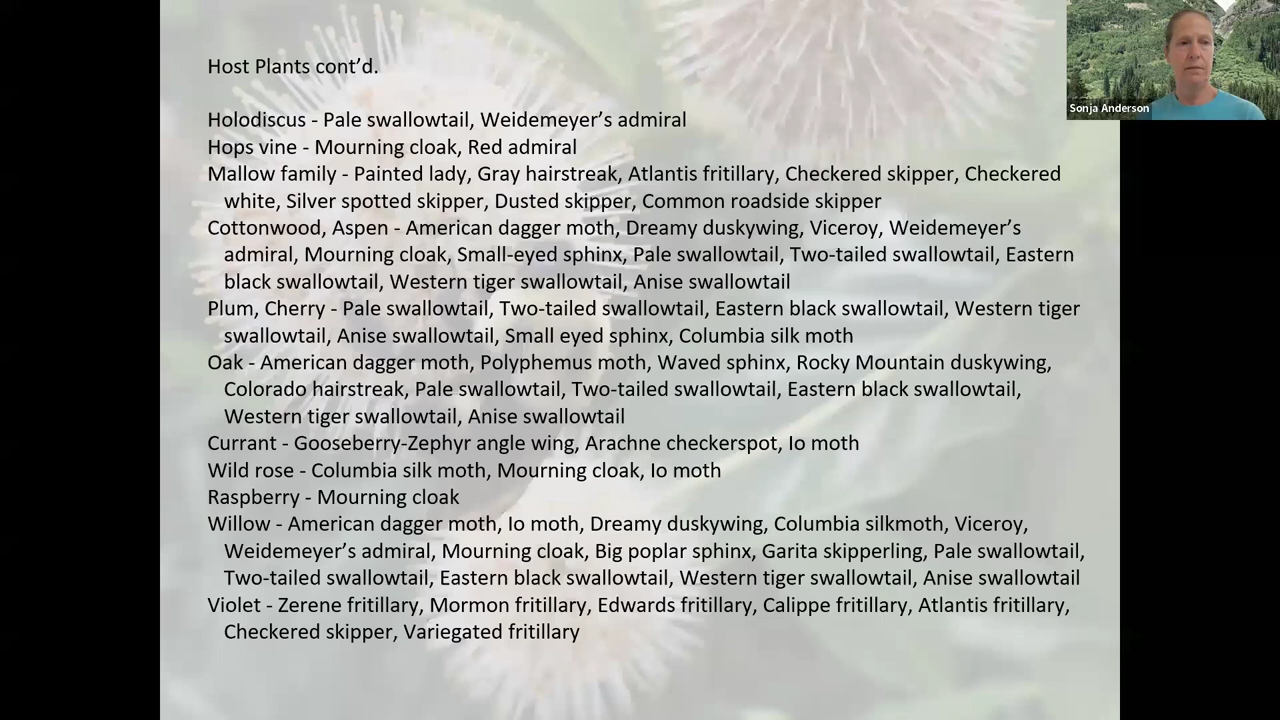 Host Plants cont’d.
Sonja Anderson
Holodiscus - Pale swallowtail, Weidemeyer’s admiral
Hops vine - Mourning cloak, Red admiral
Mallow family - Painted lady, Gray hairstreak, Atlantis fritillary, Checkered skipper, Checkered
white, Silver spotted skipper, Dusted skipper, Common roadside skipper
Cottonwood, Aspen - American dagger moth, Dreamy duskywing, Viceroy, Weidemeyer’s
admiral, Mourning cloak, Small-eyed sphinx, Pale swallowtail, Two-tailed swallowtail, Eastern
black swallowtail, Western tiger swallowtail, Anise swallowtail
Plum, Cherry - Pale swallowtail, Two-tailed swallowtail, Eastern black swallowtail, Western tiger
swallowtail, Anise swallowtail, Small eyed sphinx, Columbia silk moth
Oak - American dagger moth, Polyphemus moth, Waved sphinx, Rocky Mountain duskywing,
Colorado hairstreak, Pale swallowtail, Two-tailed swallowtail, Eastern black swallowtail,
Western tiger swallowtail, Anise swallowtail
Currant - Gooseberry-Zephyr angle wing, Arachne checkerspot, Io moth
Wild rose - Columbia silk moth, Mourning cloak, Io moth
Raspberry - Mourning cloak
Willow - American dagger moth, Io moth, Dreamy duskywing, Columbia silkmoth, Viceroy,
Weidemeyer’s admiral, Mourning cloak, Big poplar sphinx, Garita skipperling, Pale swallowtail,
Two-tailed swallowtail, Eastern black swallowtail, Western tiger swallowtail, Anise swallowtail
Violet - Zerene fritillary, Mormon fritillary, Edwards fritillary, Calippe fritillary, Atlantis fritillary,
Checkered skipper, Variegated fritillary